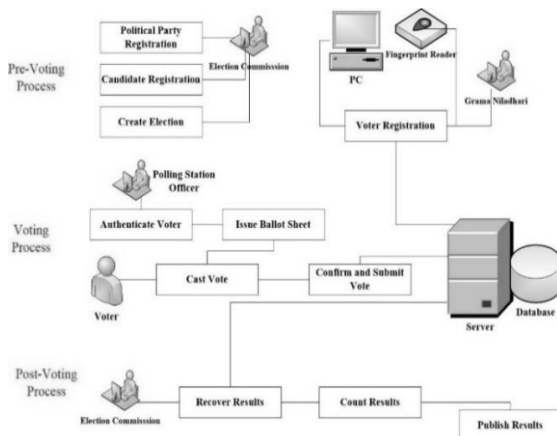 Political Party
Registration
Election Commisssion
Candidate Registration
Create Election
Pre-Voting
Process
PC
Fingerprint Reader
Grama Niladhari
Voter Registration
Polling Station
Officer
Authenticate Voter
Issue Ballot Sheet
Voting
Process
Voter
Cast Vote
Confirm and Submit
Vote
Server
Database
Post-Voting
Process
Election Commisssion
Recover Results
Count Results
Publish Results